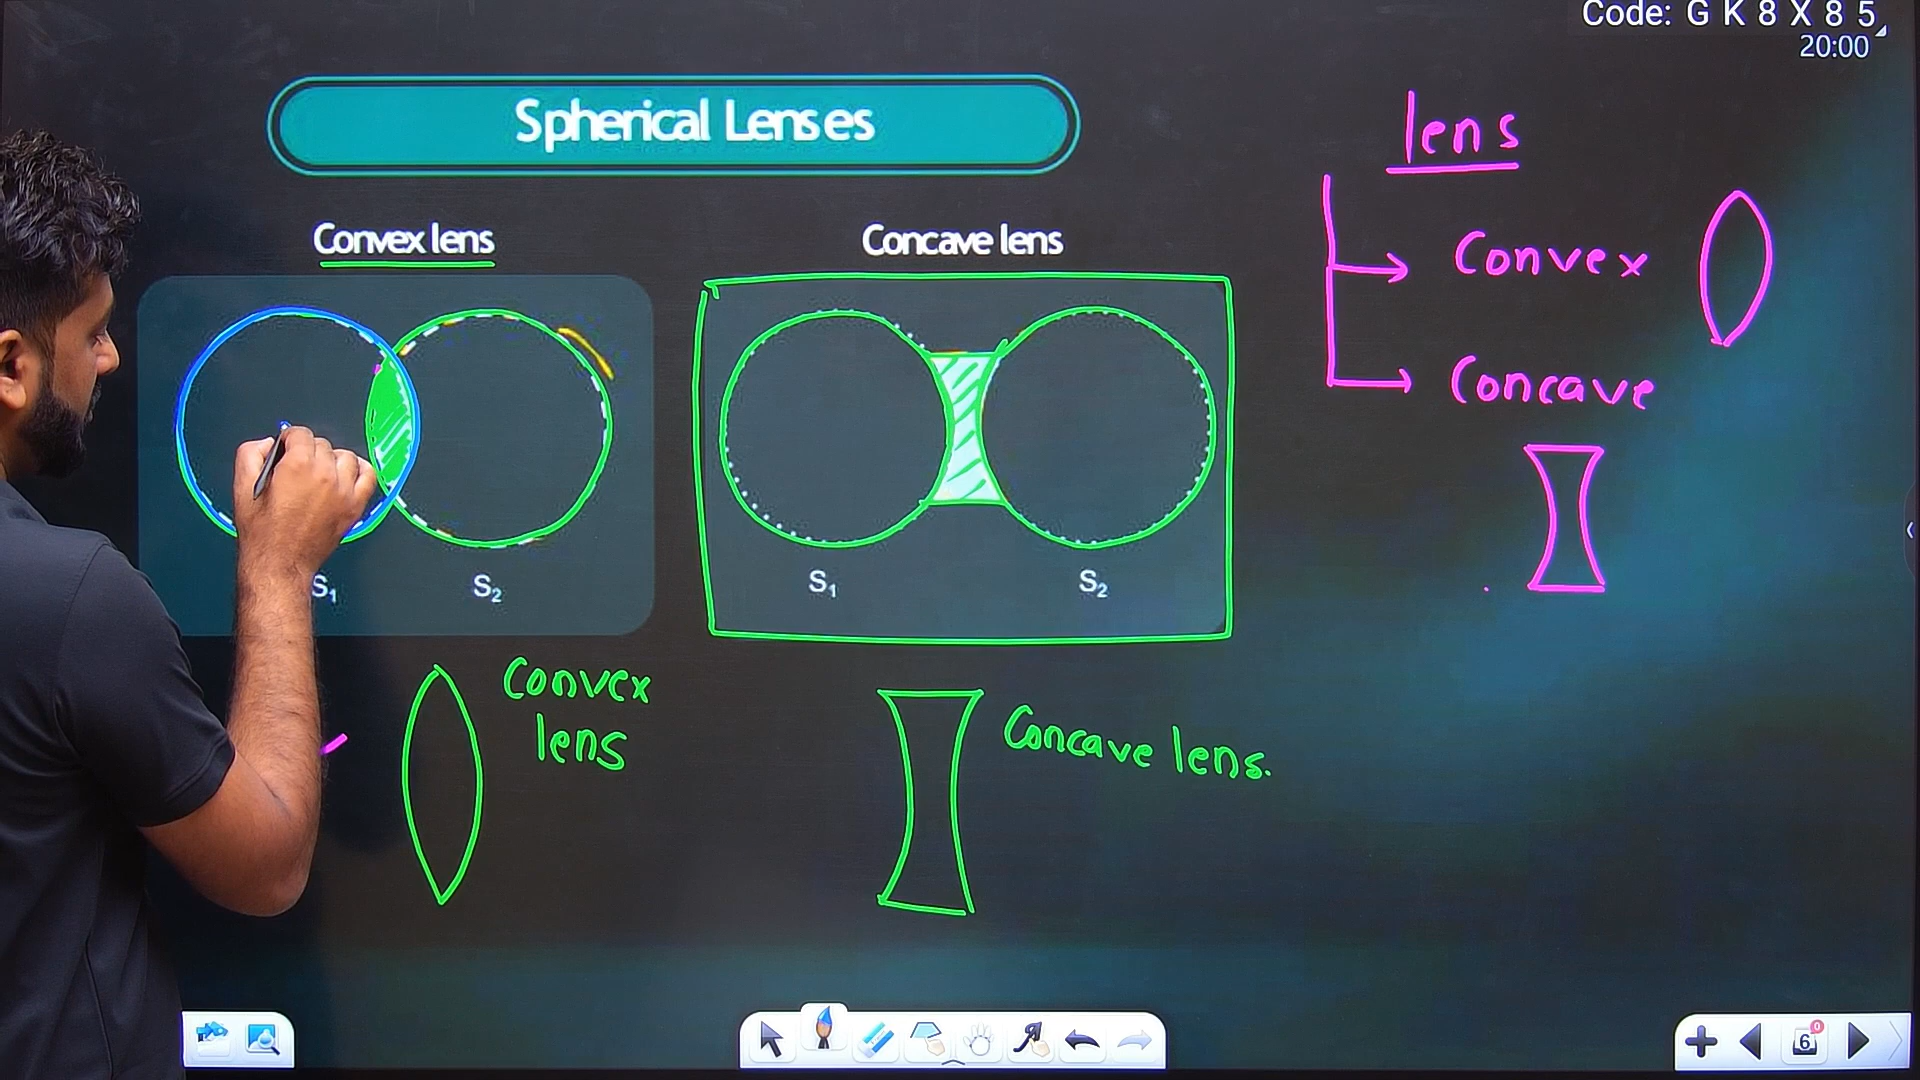 Code: G K 8 X 8 5
20:00
Spherical Lenses
lens
Convex lens
Concave lens
Convex
Concave
S1
S2
S1
S2
Convex
lens
Concave lens.
6
0